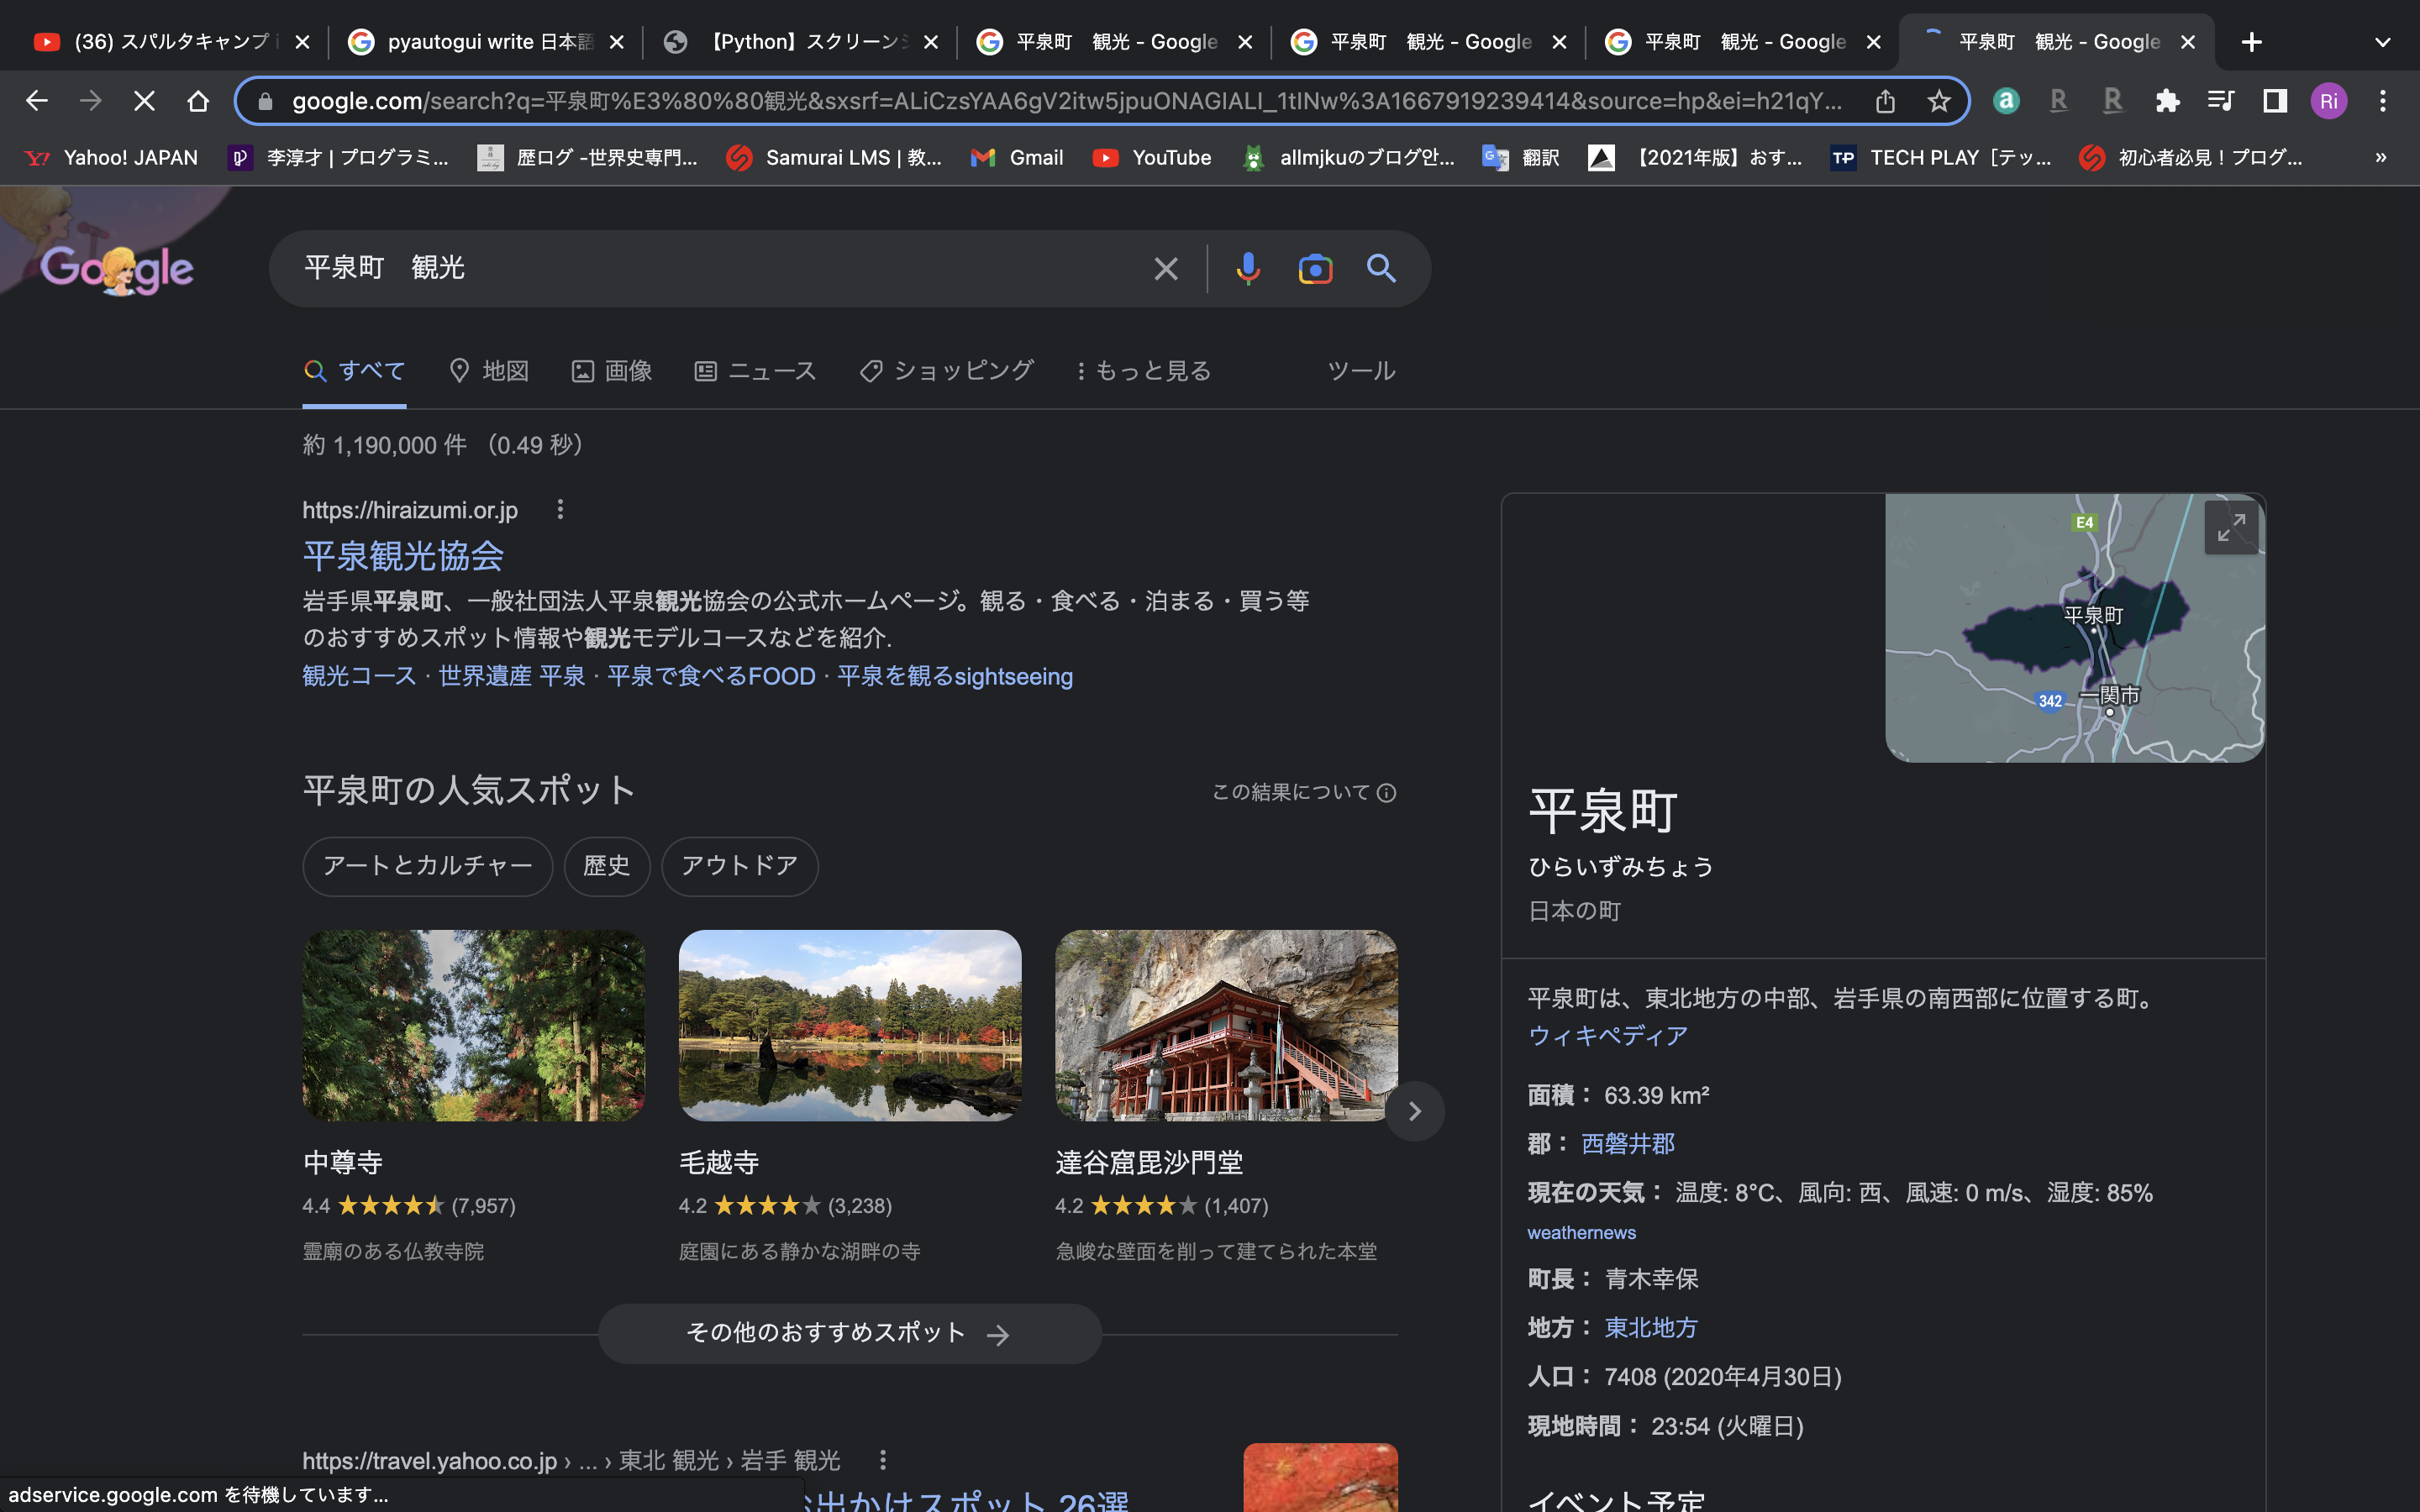 (36) スパルタキャンプ
pyautogui write 日本語
【Python】スクリーンシ
平泉町　観光 - Google
平泉町　観光 - Google
平泉町　観光 - Google
平泉町　観光 - Google
google.com/search?q=平泉町%E3%80%80観光&sxsrf=ALiCzsYAA6gV2itw5jpuONAGIALI_1tINw%3A1667919239414&source=hp&ei=h21qY...
a
R
R
Ri
Y! Yahoo! JAPAN
李淳才 | プログラミ...
歴ログ -世界史専門...
Samurai LMS | 教...
Gmail
YouTube
allmjkuのブログ안...
翻訳
【2021年版】おす...
TP TECH PLAY［テッ...
初心者必見！プログ...
»
Google
平泉町　観光
すべて
地図
画像
ニュース
ショッピング
もっと見る
ツール
約 1,190,000 件 （0.49 秒）
https://hiraizumi.or.jp
平泉観光協会
岩手県平泉町、一般社団法人平泉観光協会の公式ホームページ。観る・食べる・泊まる・買う等
のおすすめスポット情報や観光モデルコースなどを紹介.
観光コース · 世界遺産 平泉 · 平泉で食べるFOOD · 平泉を観るsightseeing
平泉町の人気スポット
この結果について
アートとカルチャー
歴史
アウトドア
中尊寺
4.4 (7,957)
霊廟のある仏教寺院
毛越寺
4.2 (3,238)
庭園にある静かな湖畔の寺
達谷窟毘沙門堂
4.2 (1,407)
急峻な壁面を削って建てられた本堂
その他のおすすめスポット
https://travel.yahoo.co.jp › ... › 東北 観光 › 岩手 観光
出かけスポット 26選
adservice.google.com を待機しています...
E4
平泉町
342
一関市
平泉町
ひらいずみちょう
日本の町
平泉町は、東北地方の中部、岩手県の南西部に位置する町。
ウィキペディア
面積： 63.39 km²
郡： 西磐井郡
現在の天気： 温度: 8°C、風向: 西、風速: 0 m/s、湿度: 85%
weathernews
町長： 青木幸保
地方： 東北地方
人口： 7408 (2020年4月30日)
現地時間： 23:54 (火曜日)
イベント予定